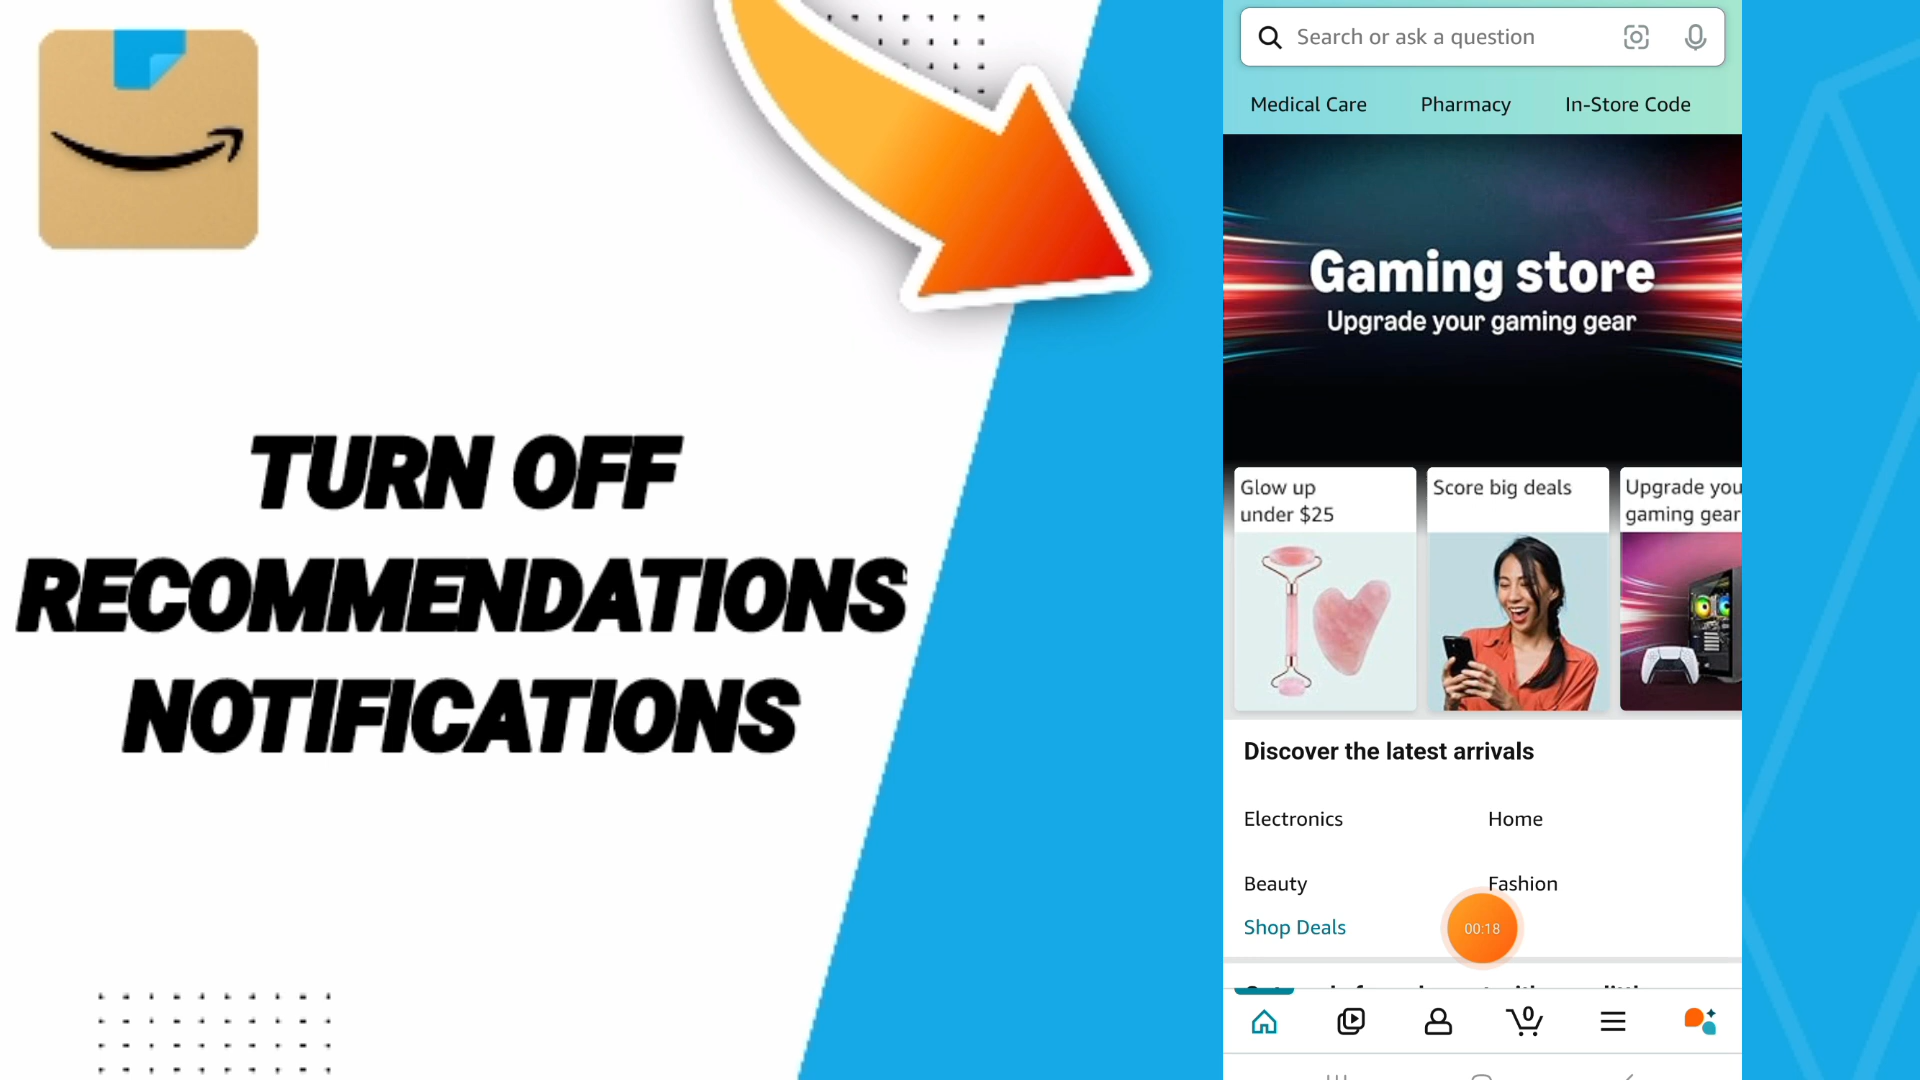 TURN OFF
RECOMMENDATIONS
NOTIFICATIONS
Search or ask a question
Medical Care
Pharmacy
In-Store Code
Gaming store
Upgrade your gaming gear
Glow up
under $25
Score big deals
Upgrade you
gaming gear
Discover the latest arrivals
Electronics
Home
Beauty
Fashion
Shop Deals
00:18
0